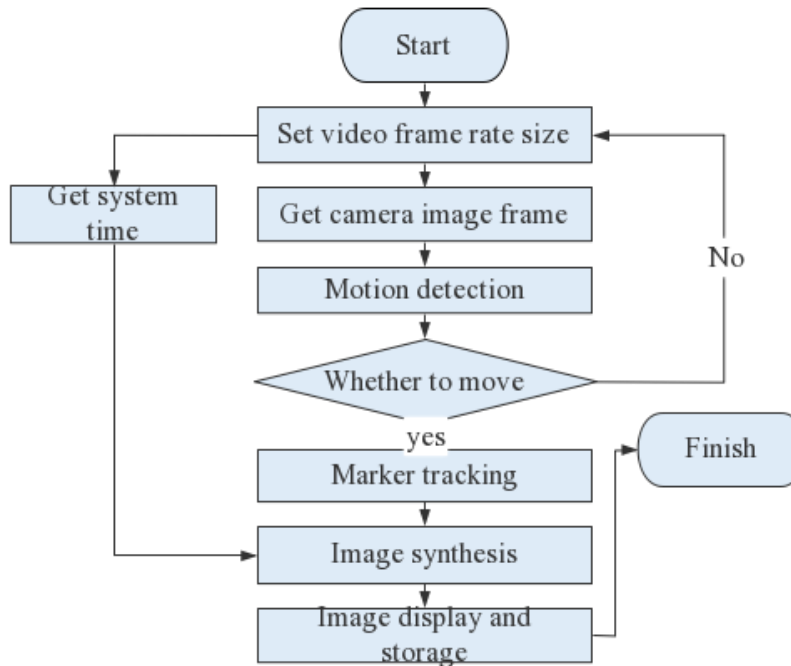 Start
Set video frame rate size
Get system
time
Get camera image frame
No
Motion detection
Whether to move
yes
Finish
Marker tracking
Image synthesis
Image display and
storage